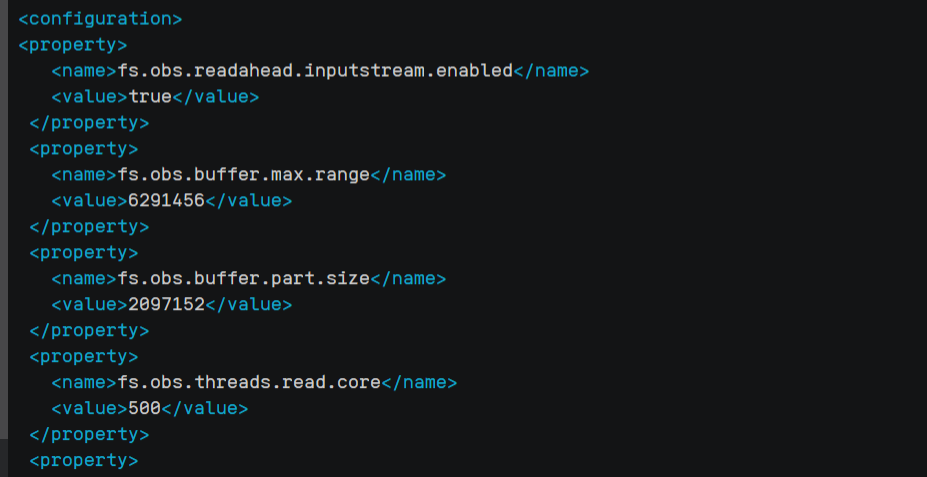 <configuration>
<property>
<name>fs.obs.readahead.inputstream.enabled</name>
<value>true</value>
</property>
<property>
<name>fs.obs.buffer.max.range</name>
<value>6291456</value>
</property>
<property>
<name>fs.obs.buffer.part.size</name>
<value>2097152</value>
</property>
<property>
<name>fs.obs.threads.read.core</name>
<value>500</value>
</property>
<property>